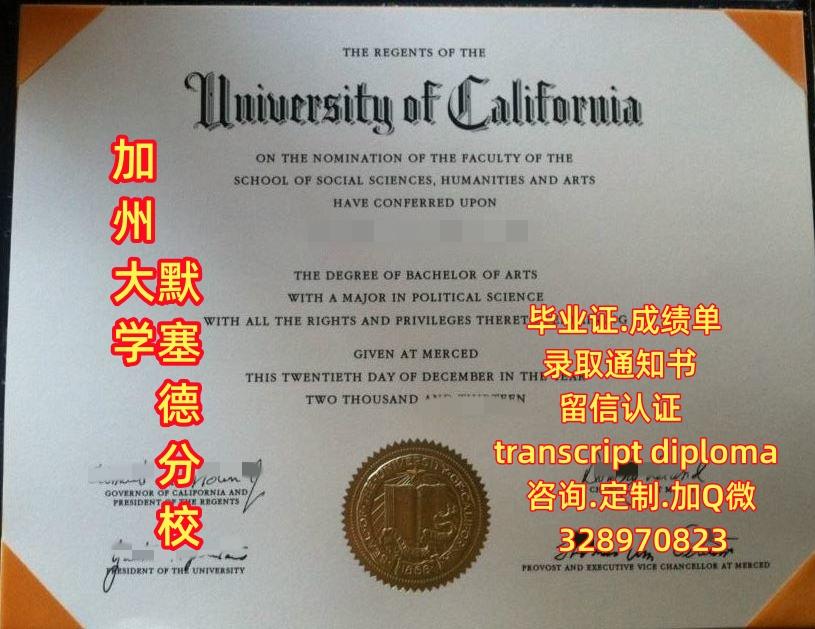 THE REGENTS OF THE
University of California
ON THE NOMINATION OF THE FACULTY OF THE
SCHOOL OF SOCIAL SCIENCES, HUMANITIES AND ARTS
HAVE CONFERRED UPON
THE DEGREE OF BACHELOR OF ARTS
WITH A MAJOR IN POLITICAL SCIENCE
WITH ALL THE RIGHTS AND PRIVILEGES
GIVEN AT MERCED
THIS TWENTIETH DAY OF DECEMBER IN THE YEAR
TWO THOUSAND AND THIRTEEN
加州大学
默塞德分校
毕业证.成绩单
录取通知书
留信认证
transcript diploma
咨询.定制.加Q微
328970823
GOVERNOR OF CALIFORNIA AND
PRESIDENT OF THE REGENTS
PRESIDENT OF THE UNIVERSITY
PROVOST AND EXECUTIVE VICE CHANCELLOR AT MERCED
1868